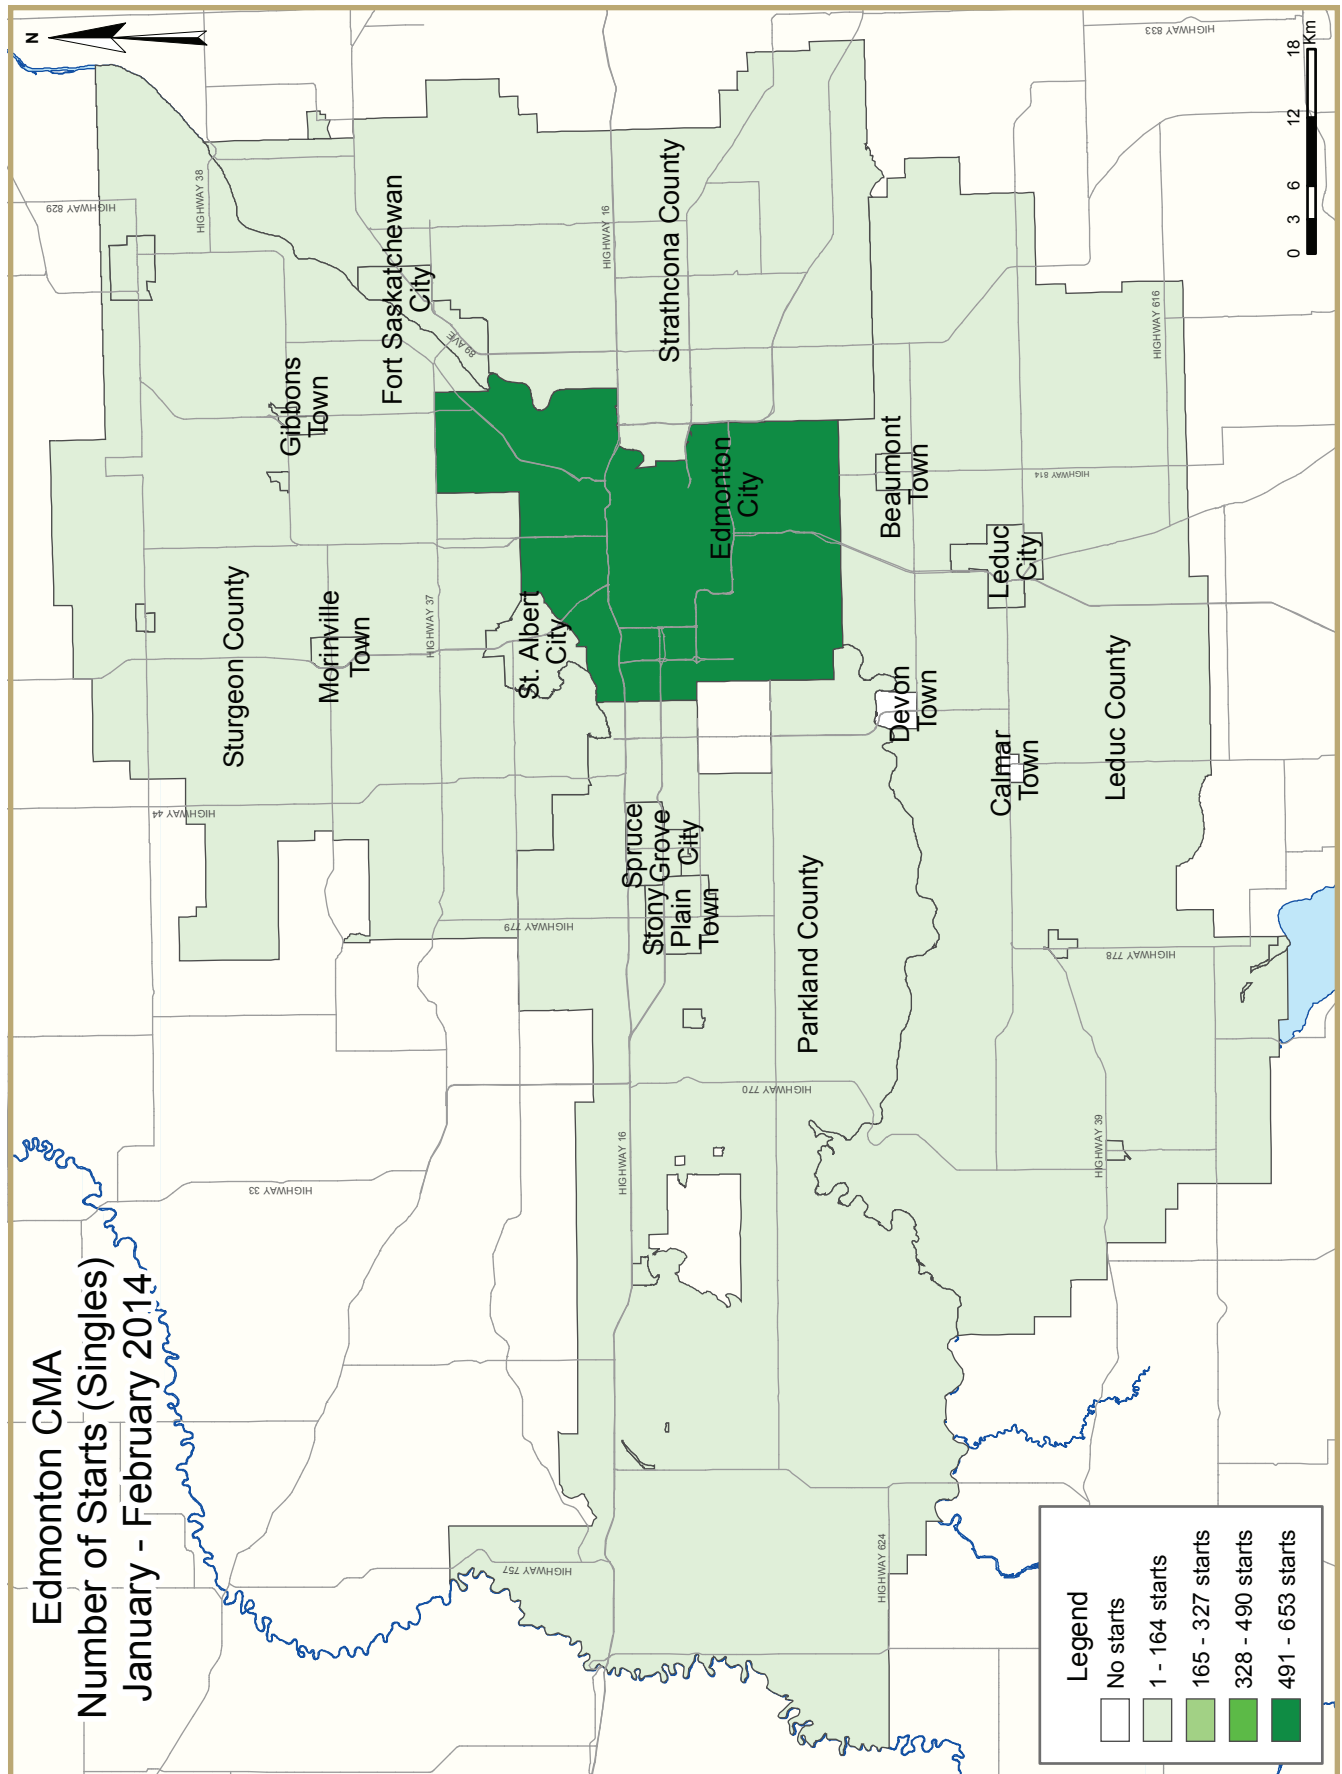 Edmonton CMA
Number of Starts (Singles)
January - February 2014
N
HIGHWAY 829
HIGHWAY 38
HIGHWAY 833
HIGHWAY 44
HIGHWAY 33
HIGHWAY 37
HIGHWAY 779
HIGHWAY 757
HIGHWAY 16
HIGHWAY 16
89 AVE
HIGHWAY 770
HIGHWAY 624
HIGHWAY 39
HIGHWAY 778
HIGHWAY 814
HIGHWAY 616
Sturgeon County
Gibbons
Town
Morinville
Town
Fort Saskatchewan
City
St. Albert
City
Strathcona County
Edmonton
City
Spruce
Grove
City
Stony
Plain
Town
Parkland County
Beaumont
Town
Devon
Town
Leduc
City
Calmar
Town
Leduc County
Legend
No starts
1 - 164 starts
165 - 327 starts
328 - 490 starts
491 - 653 starts
0 3 6 12 18
Km